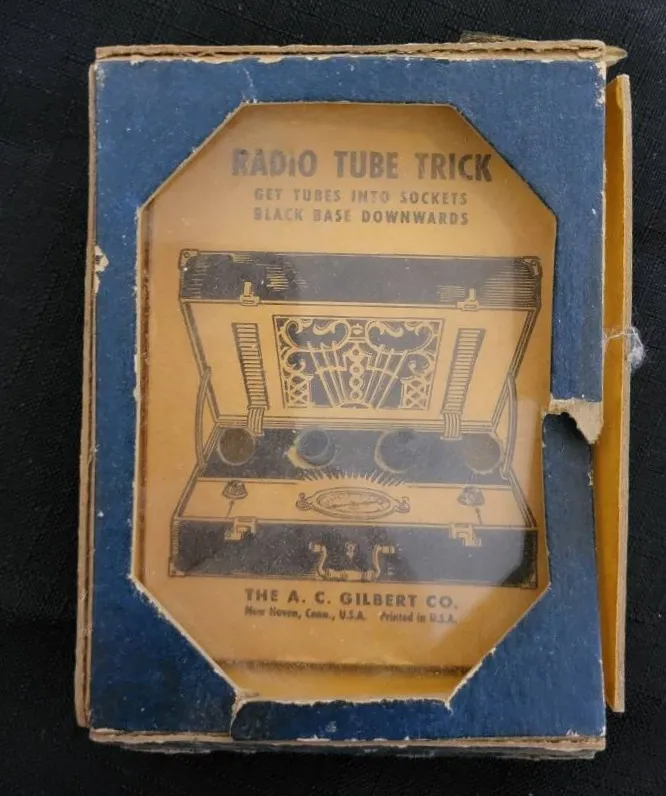 RADIO TUBE TRICK
GET TUBES INTO SOCKETS
BLACK BASE DOWNWARDS
THE A. C. GILBERT CO.
New Haven, Conn., U.S.A. Printed in U.S.A.